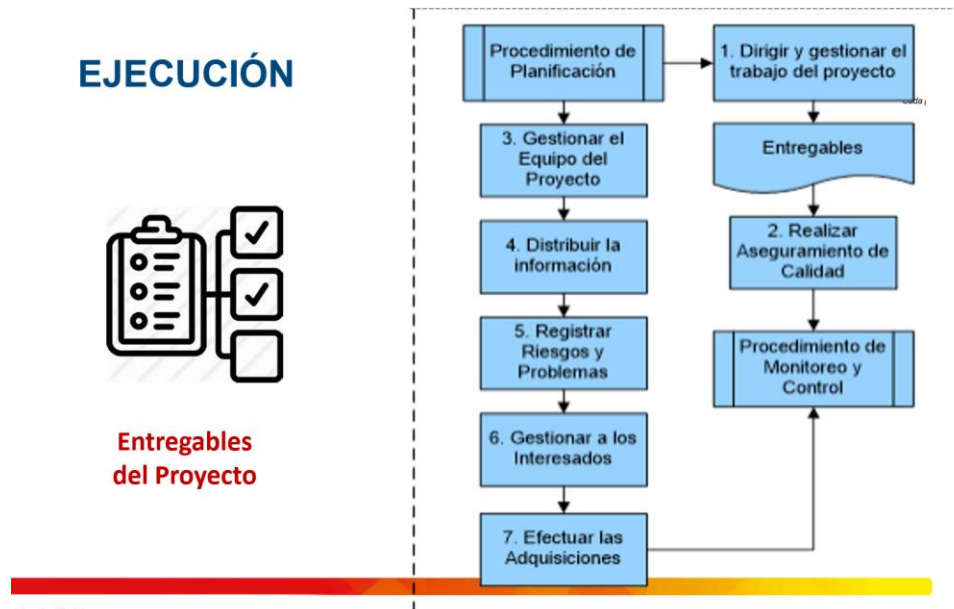 EJECUCIÓN
Entregables
del Proyecto
Procedimiento de
Planificación
1. Dirigir y gestionar el
trabajo del proyecto
3. Gestionar el
Equipo del
Proyecto
Entregables
4. Distribuir la
información
2. Realizar
Aseguramiento de
Calidad
5. Registrar
Riesgos y
Problemas
Procedimiento de
Monitoreo y
Control
6. Gestionar a los
Interesados
7. Efectuar las
Adquisiciones